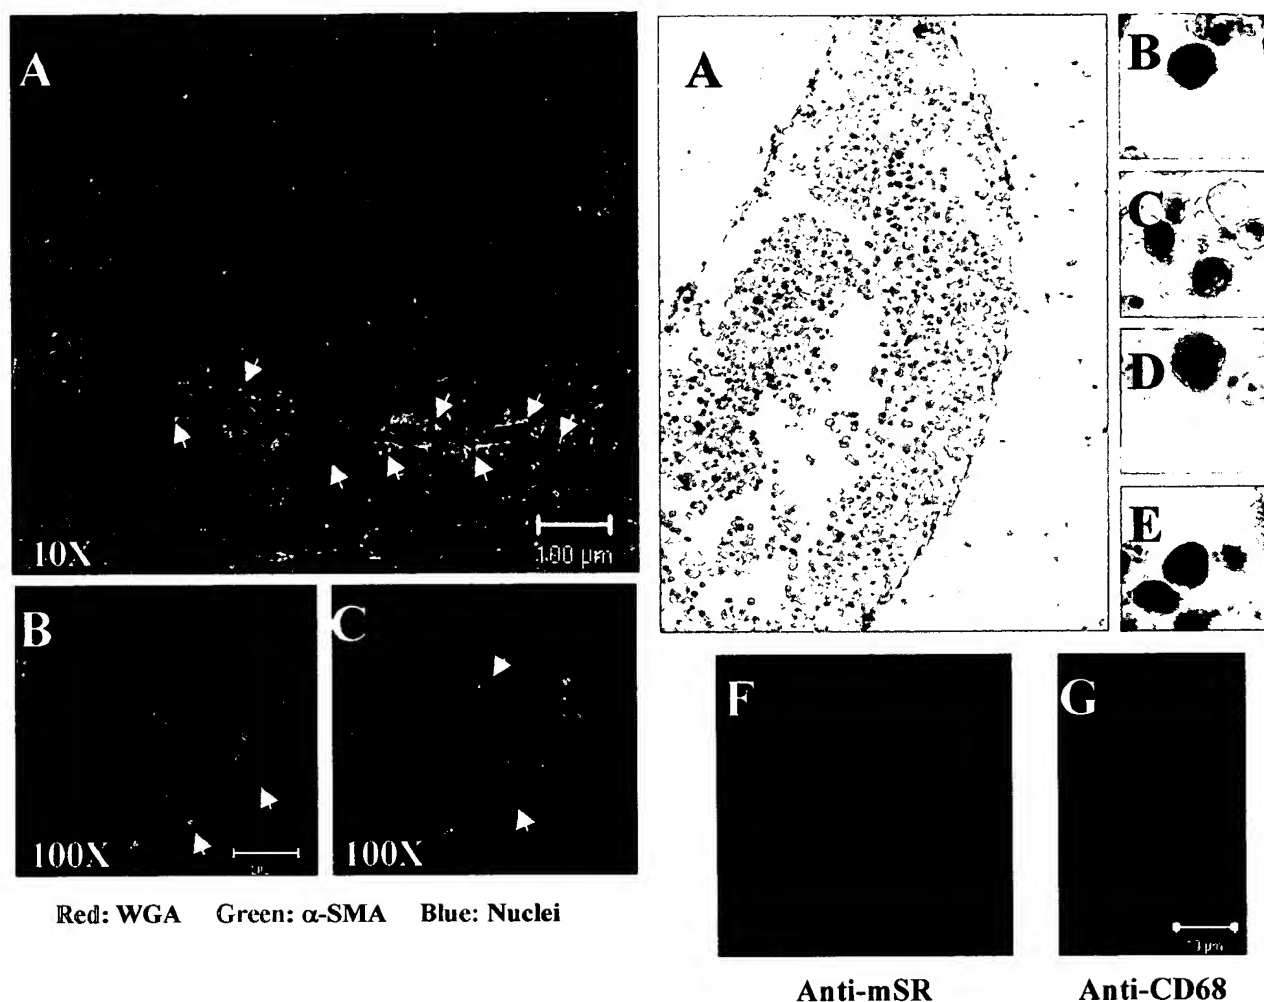 A
10X
100 μm
B
100X
C
100X
Red: WGA Green: α-SMA Blue: Nuclei
A
B
C
D
E
F
G
Anti-mSR
Anti-CD68